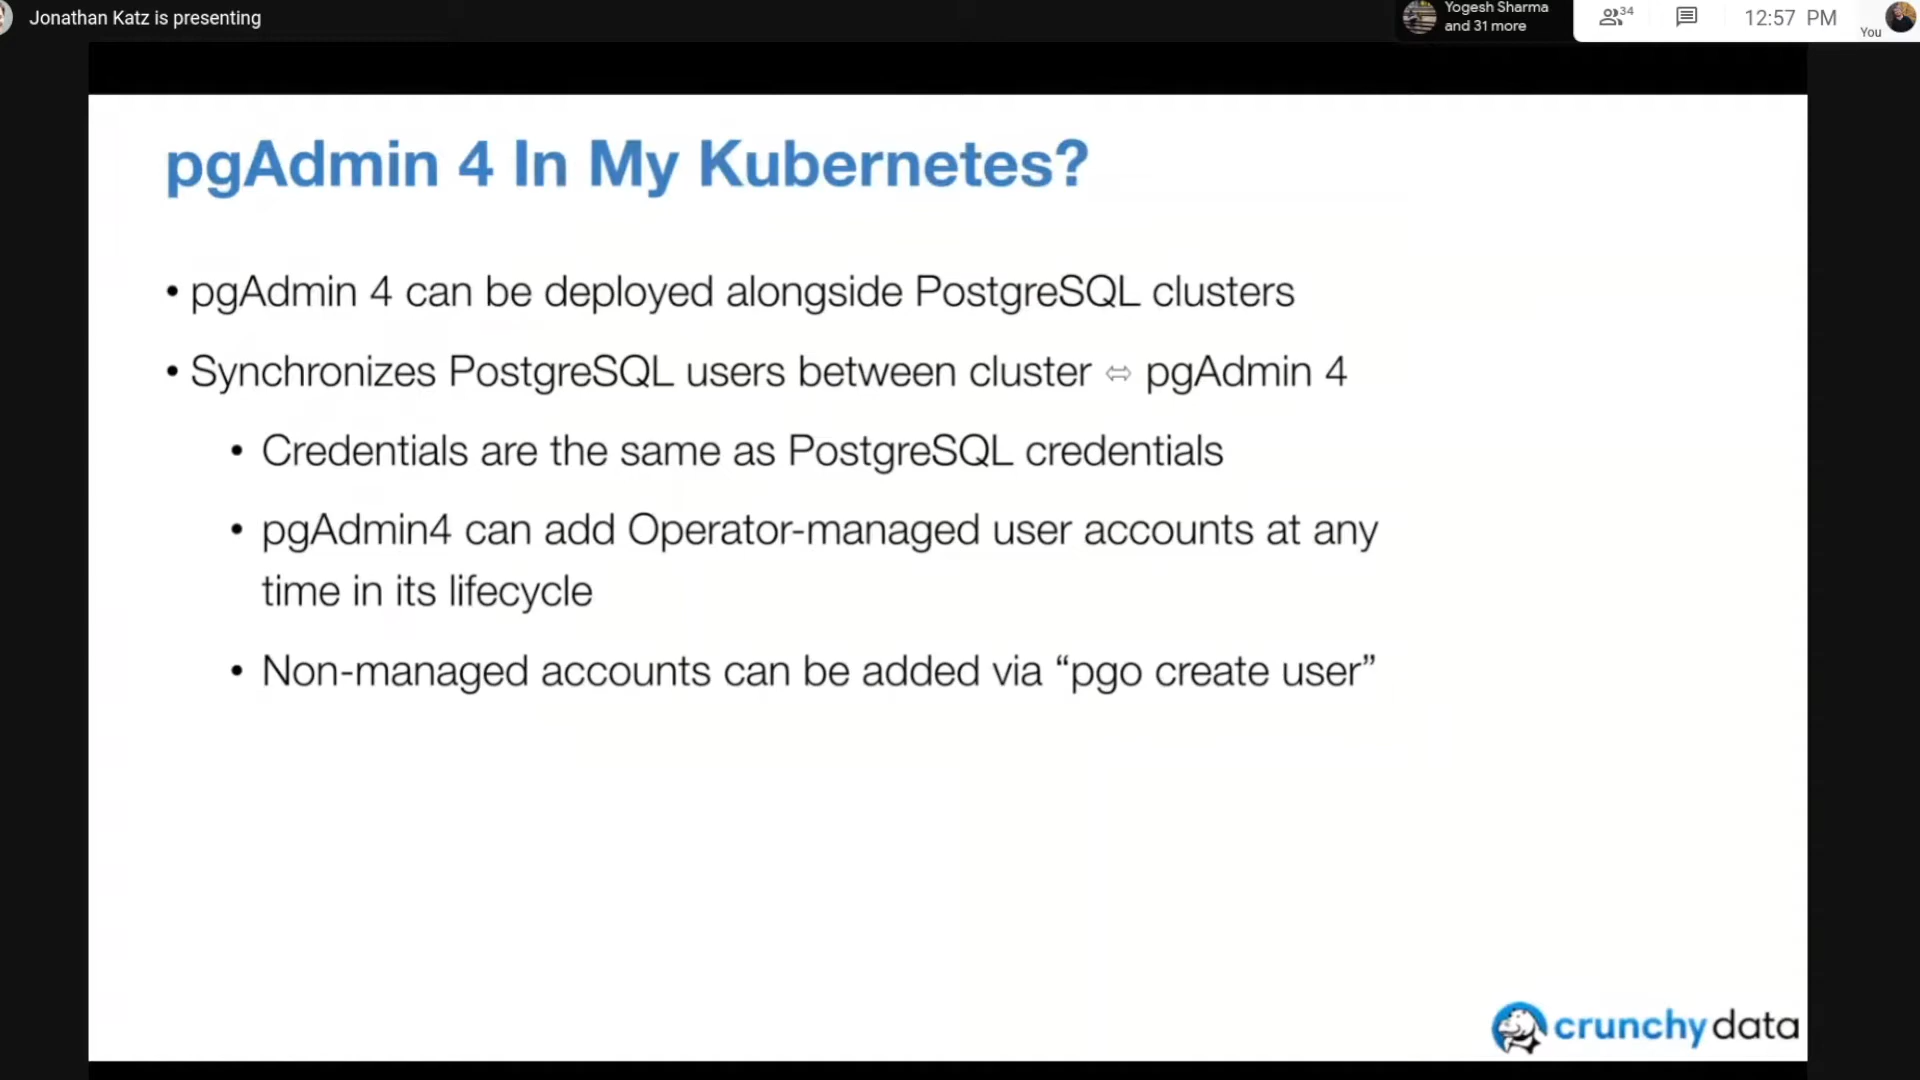 Jonathan Katz is presenting
Yogesh Sharma
and 31 more
34
12:57 PM
You
pgAdmin 4 In My Kubernetes?
• pgAdmin 4 can be deployed alongside PostgreSQL clusters
• Synchronizes PostgreSQL users between cluster ⇔ pgAdmin 4
• Credentials are the same as PostgreSQL credentials
• pgAdmin4 can add Operator-managed user accounts at any
time in its lifecycle
• Non-managed accounts can be added via “pgo create user”
crunchy data